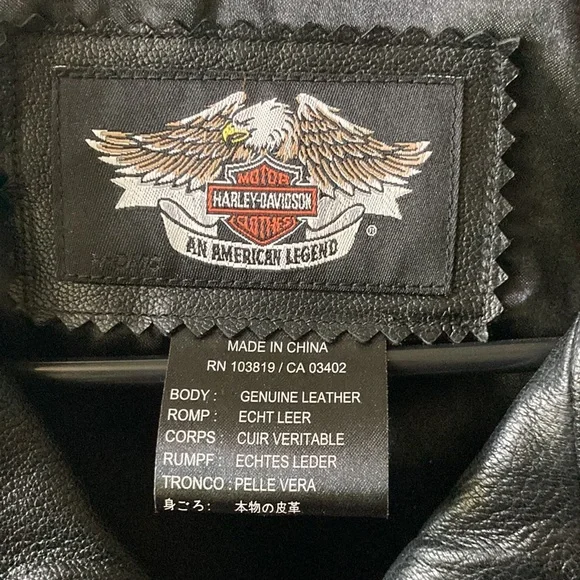 MOTOR
HARLEY-DAVIDSON
CLOTHES
AN AMERICAN LEGEND
®
MADE IN CHINA
RN 103819 / CA 03402
BODY : GENUINE LEATHER
ROMP : ECHT LEER
CORPS : CUIR VERITABLE
RUMPF : ECHTES LEDER
TRONCO : PELLE VERA
身ごろ : 本物の皮革